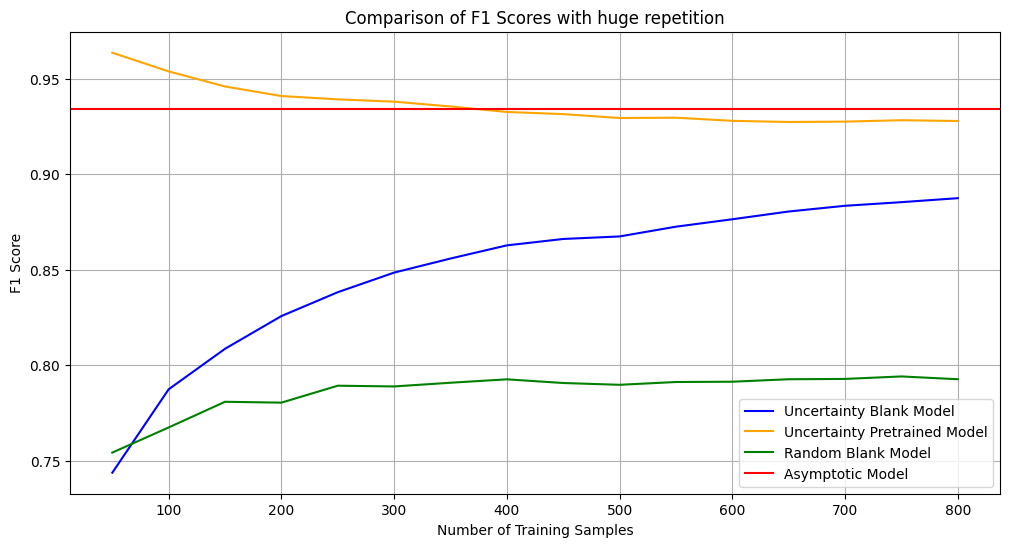 Comparison of F1 Scores with huge repetition
F1 Score
0.95
0.90
0.85
0.80
0.75
100 200 300 400 500 600 700 800
Number of Training Samples
Uncertainty Blank Model
Uncertainty Pretrained Model
Random Blank Model
Asymptotic Model